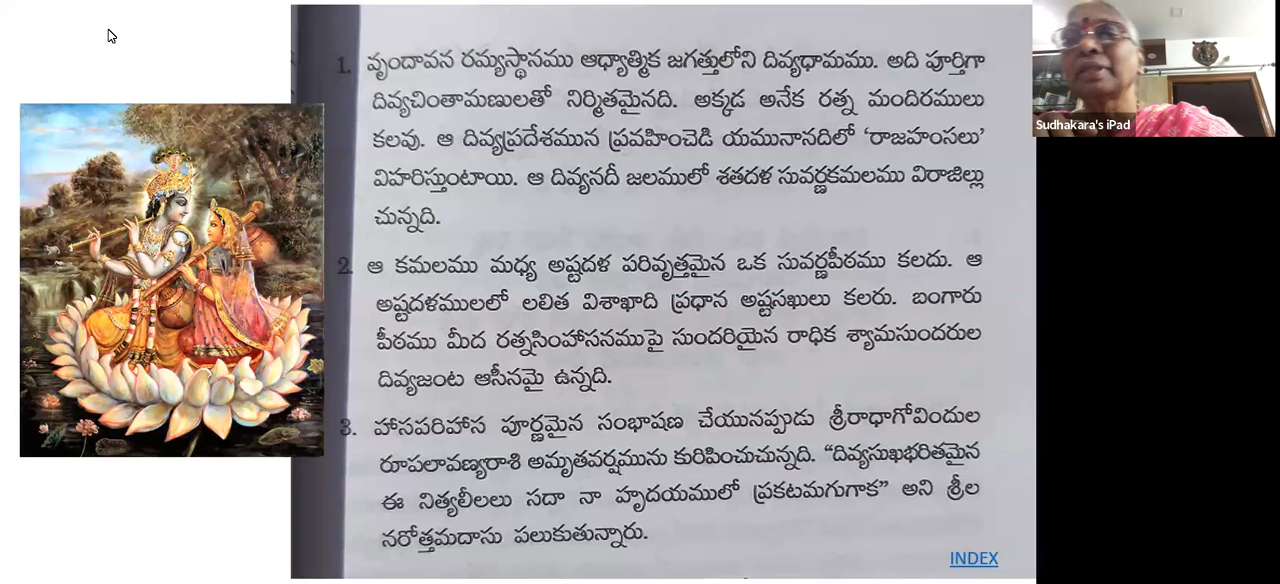 1. వృందావన రమ్యస్థానము ఆధ్యాత్మిక జగత్తులోని దివ్యధామము. అది పూర్తిగా
దివ్యచింతామణులతో నిర్మితమైనది. అక్కడ అనేక రత్న మందిరములు
కలవు. ఆ దివ్యప్రదేశమున ప్రవహించెడి యమునానదిలో ‘రాజహంసలు’
విహరిస్తుంటాయి. ఆ దివ్యనదీ జలములో శతదళ సువర్ణకమలము విరాజిల్లు
చున్నది.
2. ఆ కమలము మధ్య అష్టదళ పరివృత్తమైన ఒక సువర్ణపీఠము కలదు. ఆ
అష్టదళములలో లలిత విశాఖాది ప్రధాన అష్టసఖులు కలరు. బంగారు
పీఠము మీద రత్నసింహాసనముపై సుందరియైన రాధిక శ్యామసుందరుల
దివ్యజంట ఆసీనమై ఉన్నది.
3. హాసపరిహాస పూర్ణమైన సంభాషణ చేయునప్పుడు శ్రీరాధాగోవిందుల
రూపలావణ్యరాశి అమృతవర్షమును కురిపించుచున్నది. “దివ్యసుఖభరితమైన
ఈ నిత్యలీలలు సదా నా హృదయములో ప్రకటమగుగాక” అని శ్రీల
నరోత్తమదాసు పలుకుతున్నారు.
INDEX
Sudhakara's iPad